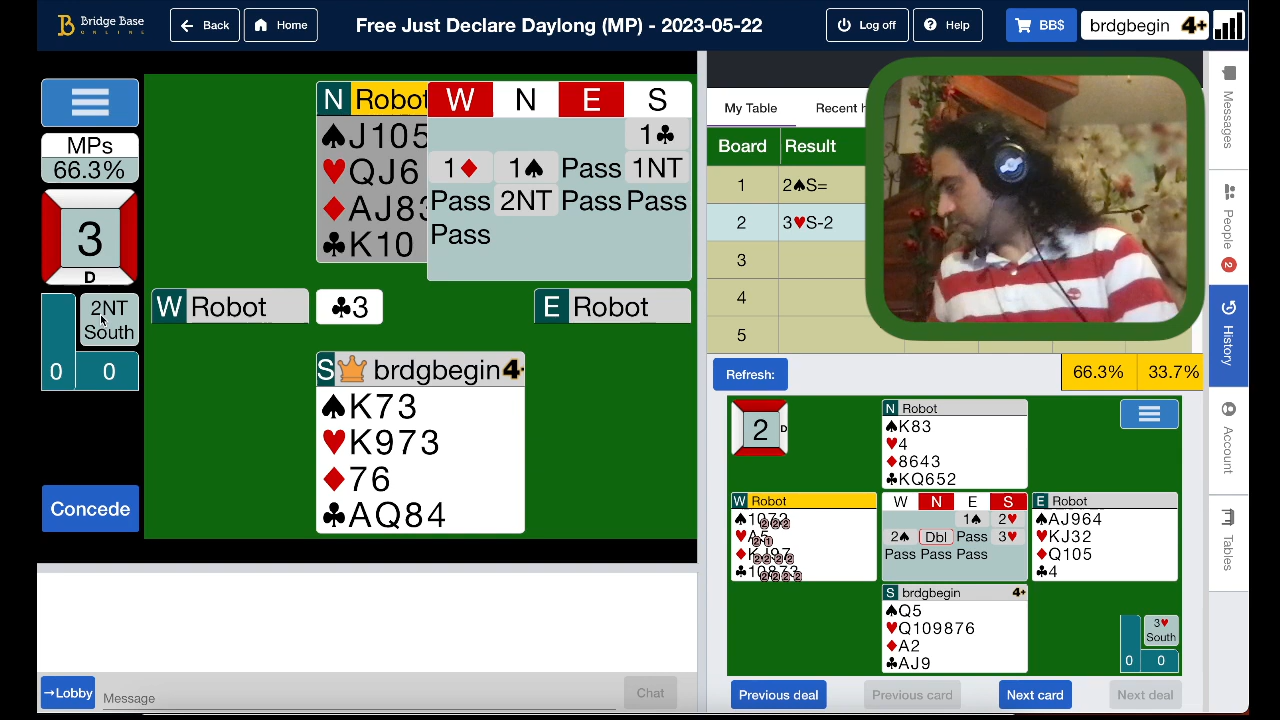 Bridge Base
ONLINE
Back
Home
Free Just Declare Daylong (MP) - 2023-05-22
Log off
Help
BB$
brdgbegin 4+
MPs
66.3%
3
D
2NT
South
0 0
Concede
N Robot
♠J105
♥QJ6
♦AJ83
♣K10
W N E S
1♣
1♦ 1♠ Pass 1NT
Pass 2NT Pass Pass
Pass
W Robot
♣3
E Robot
S brdgbegin 4
♠K73
♥K973
♦76
♣AQ84
→Lobby
Message
Chat
My Table Recent
Board Result
1 2♠S=
2 3♥S-2
3
4
5
Refresh:
66.3% 33.7%
2
D
N Robot
♠K83
♥4
♦8643
♣KQ652
W Robot
♠1072
♦KJ97
♣10873
W N E S
1♠ 2♥
2♠ Dbl Pass 3♥
Pass Pass Pass
E Robot
♠AJ964
♥KJ32
♦Q105
♣4
S brdgbegin 4+
♠Q5
♥Q109876
♦A2
♣AJ9
3♥
South
0 0
Previous deal
Previous card
Next card
Next deal
Messages
People
2
History
Account
Tables